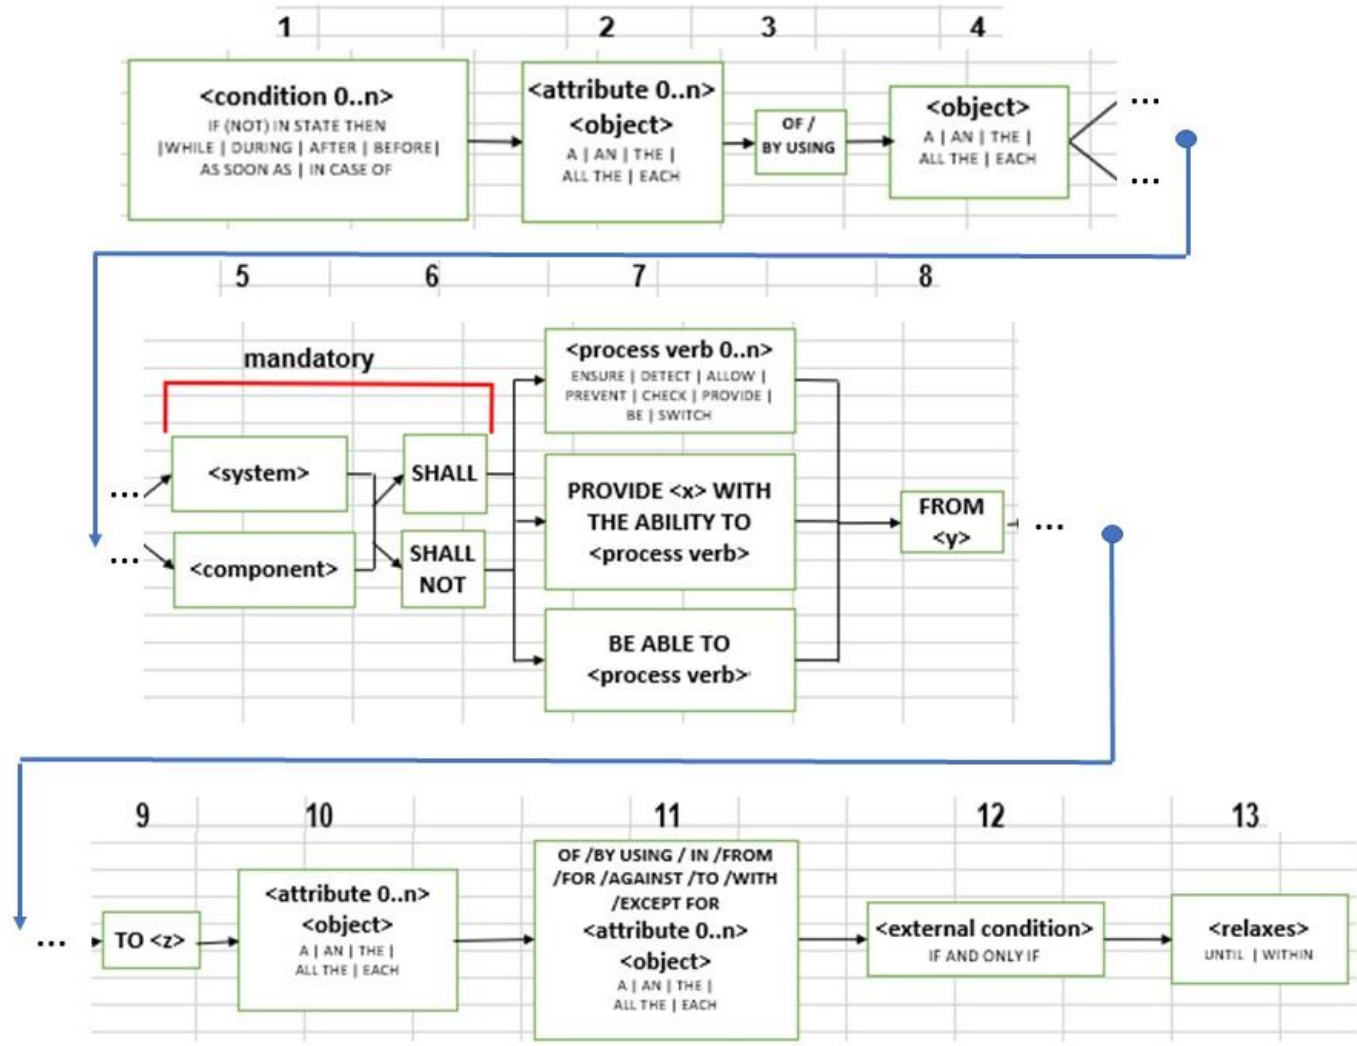 1 2 3 4
<condition 0..n>
IF (NOT) IN STATE THEN
|WHILE | DURING | AFTER | BEFORE|
AS SOON AS | IN CASE OF
<attribute 0..n>
<object>
A | AN | THE |
ALL THE | EACH
OF /
BY USING
<object>
A | AN | THE |
ALL THE | EACH
...
...
5 6 7 8
mandatory
...
...
<system>
<component>
SHALL
SHALL
NOT
<process verb 0..n>
ENSURE | DETECT | ALLOW |
PREVENT | CHECK | PROVIDE |
BE | SWITCH
PROVIDE <x> WITH
THE ABILITY TO
<process verb>
BE ABLE TO
<process verb>
FROM
<y>
...
9 10 11 12 13
...
TO <z>
<attribute 0..n>
<object>
A | AN | THE |
ALL THE | EACH
OF /BY USING / IN /FROM
/FOR /AGAINST /TO /WITH
/EXCEPT FOR
<attribute 0..n>
<object>
A | AN | THE |
ALL THE | EACH
<external condition>
IF AND ONLY IF
<relaxes>
UNTIL | WITHIN